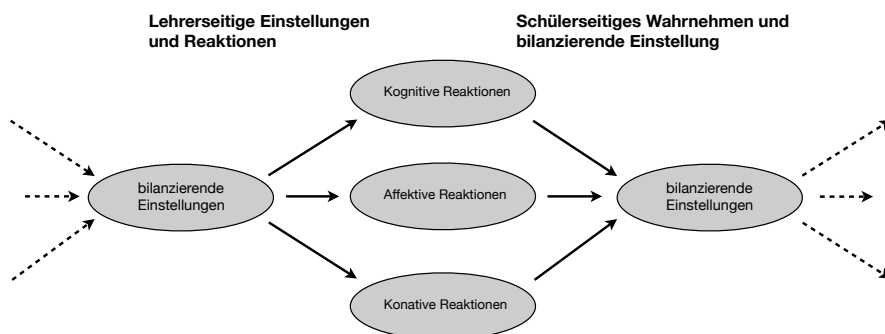 Lehrerseitige Einstellungen
und Reaktionen
Schülerseitiges Wahrnehmen und
bilanzierende Einstellung
Kognitive Reaktionen
bilanzierende
Einstellungen
Affektive Reaktionen
bilanzierende
Einstellungen
Konative Reaktionen